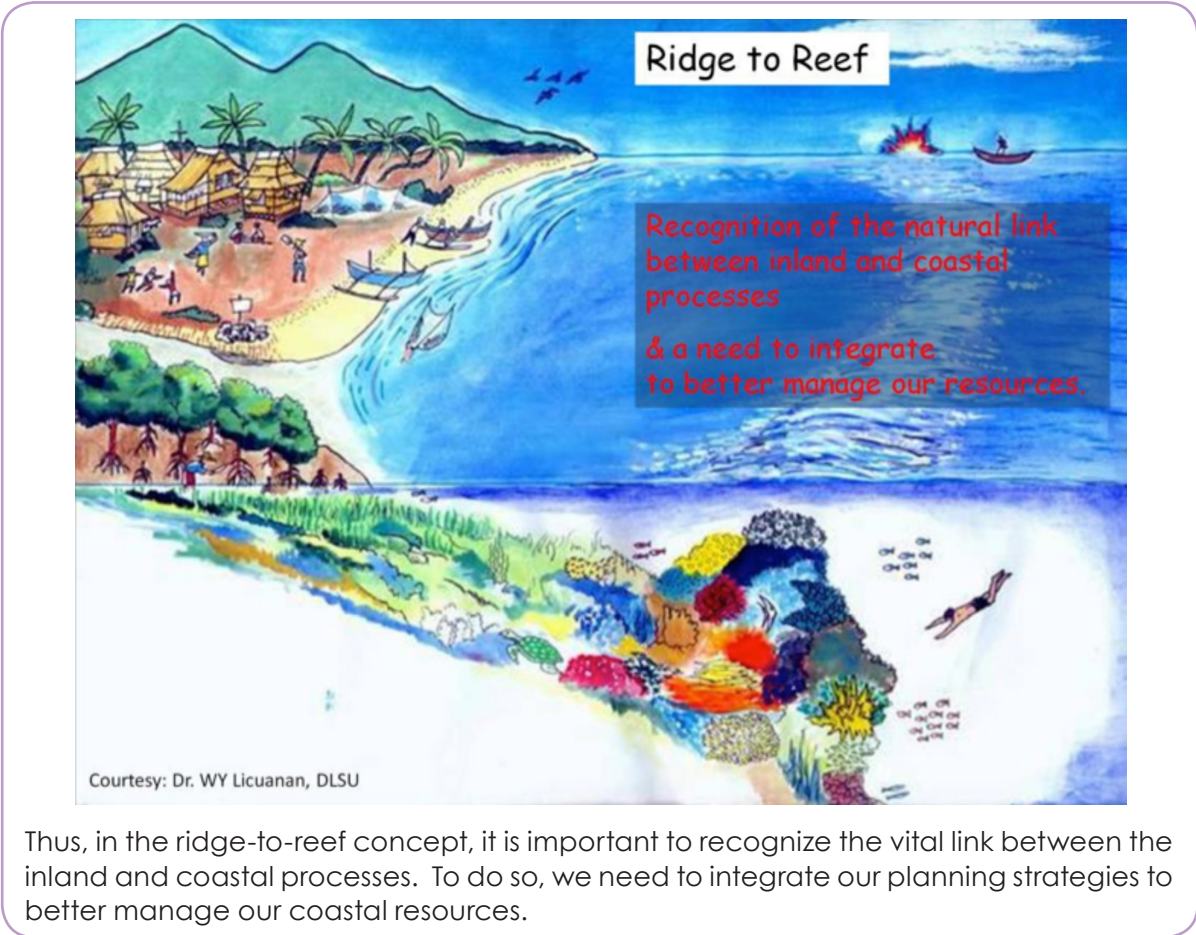 Ridge to Reef
Recognition of the natural link
between inland and coastal
processes
& a need to integrate
to better manage our resources.
Courtesy: Dr. WY Licuanan, DLSU
Thus, in the ridge-to-reef concept, it is important to recognize the vital link between the
inland and coastal processes.  To do so, we need to integrate our planning strategies to
better manage our coastal resources.